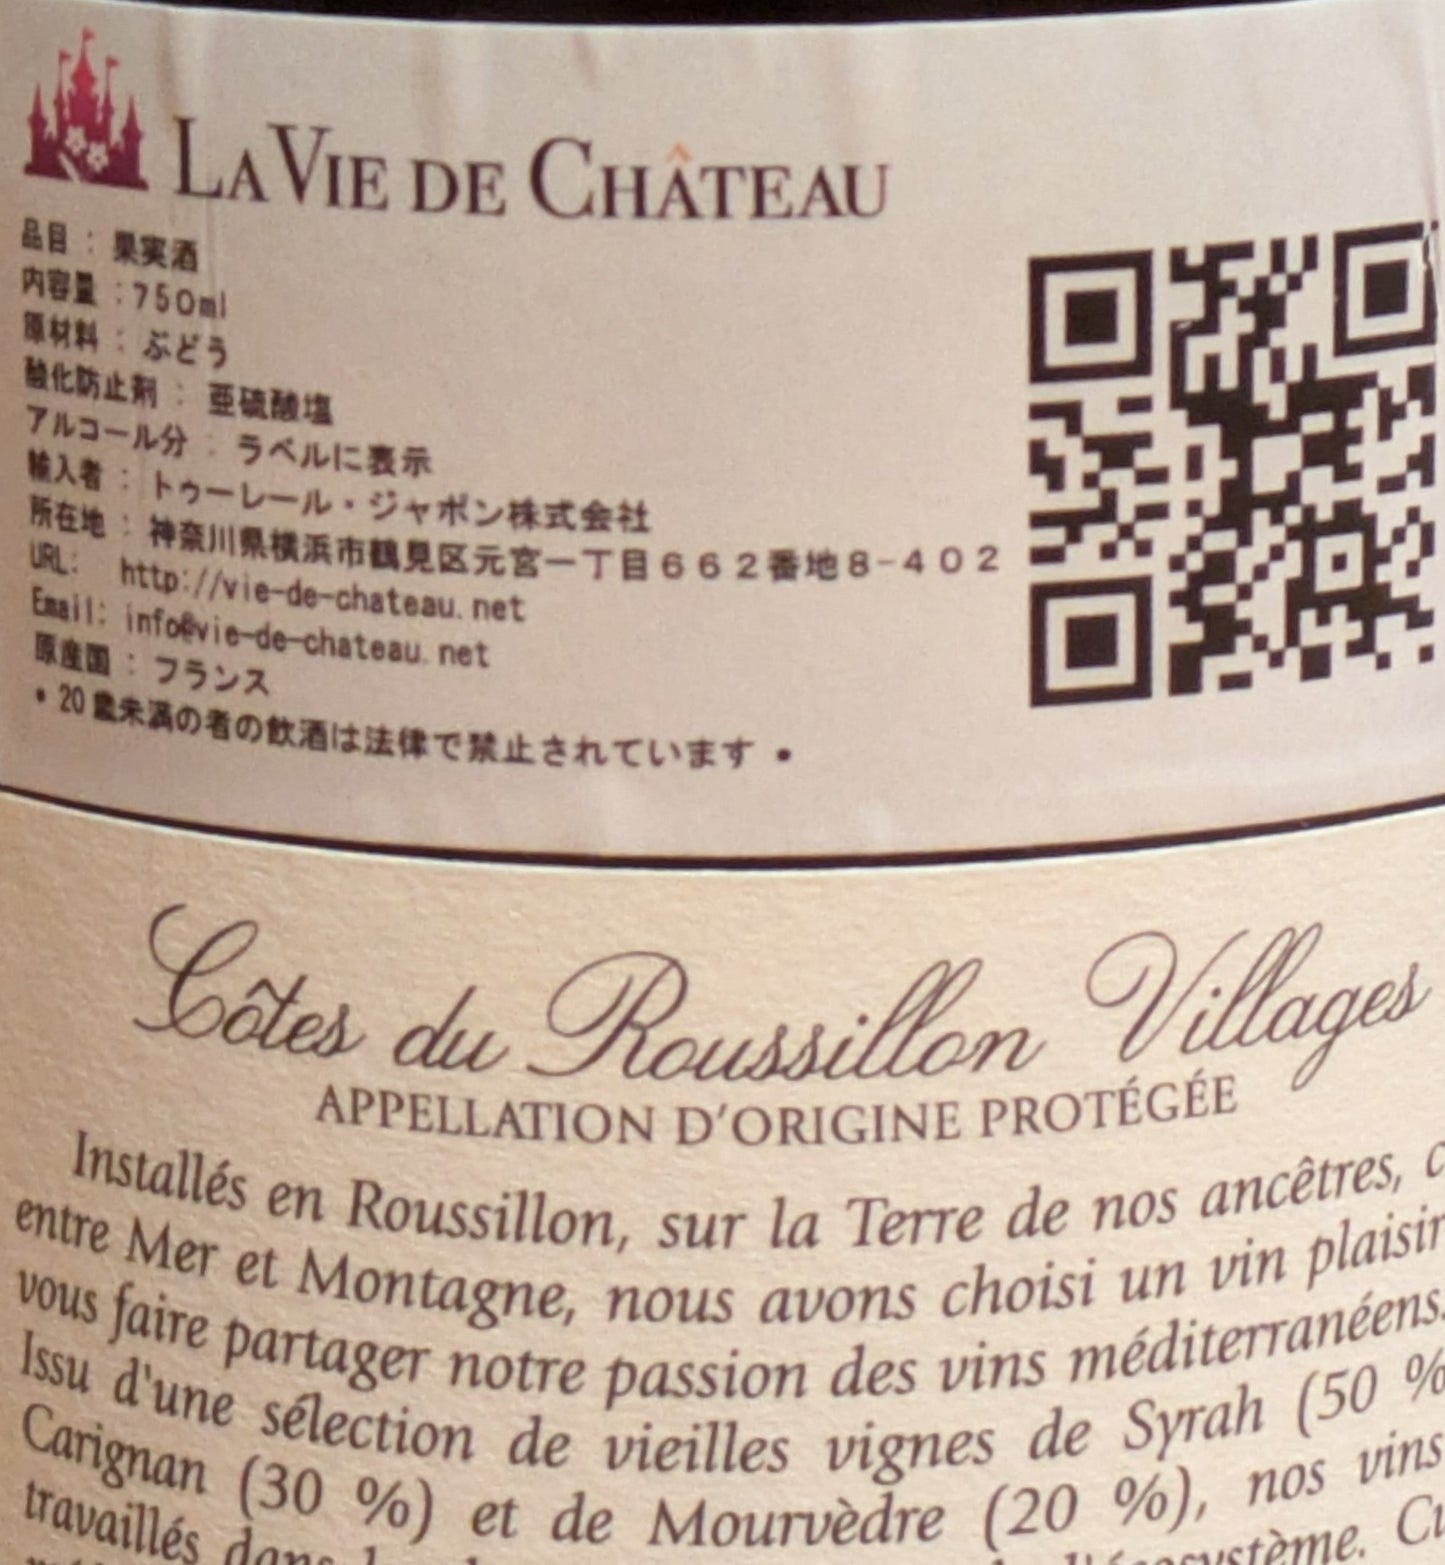 LA VIE DE CHÂTEAU
品目 : 果実酒
内容量 :750ml
原材料 : ぶどう
酸化防止剤 : 亜硫酸塩
アルコール分 : ラベルに表示
輸入者 : トゥーレール・ジャポン株式会社
所在地 : 神奈川県横浜市鶴見区元宮一丁目662番地8-402
URL: http://vie-de-chateau.net
Email: info@vie-de-chateau.net
原産国 : フランス
• 20歳未満の者の飲酒は法律で禁止されています •
Côtes du Roussillon Villages
APPELLATION D'ORIGINE PROTÉGÉE
Installés en Roussillon, sur la Terre de nos ancêtres,
entre Mer et Montagne, nous avons choisi un vin plaisir
vous faire partager notre passion des vins méditerranéens.
Issu d'une sélection de vieilles vignes de Syrah (50 %
Carignan (30 %) et de Mourvèdre (20 %), nos vins
travaillés dans